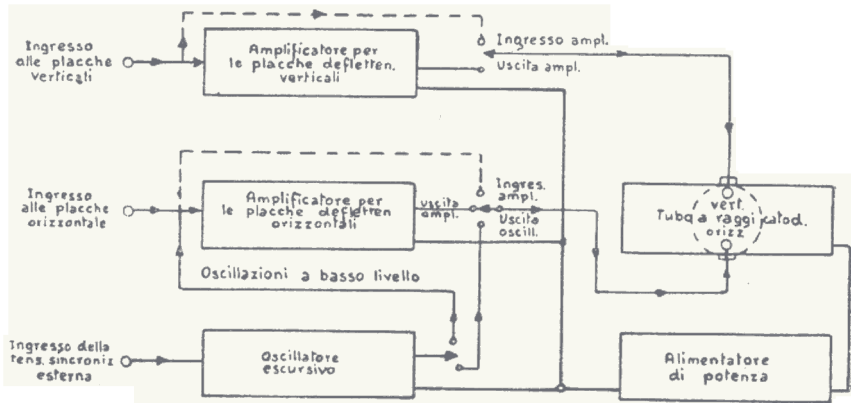 Ingresso
alle placche
verticali
Amplificatore per
le placche defletten.
verticali
Ingresso ampl.
Uscita ampl.
Ingresso
alle placche
orizzontale
Amplificatore per
le placche defletten
orizzontali
uscita
ampl.
Ingres.
ampl.
Uscita
oscill.
vert.
Tubo a raggi catod.
orizz
Oscillazioni a basso livello
Ingresso della
tens. sincroniz
esterna
Oscillatore
escursivo
Alimentatore
di potenza